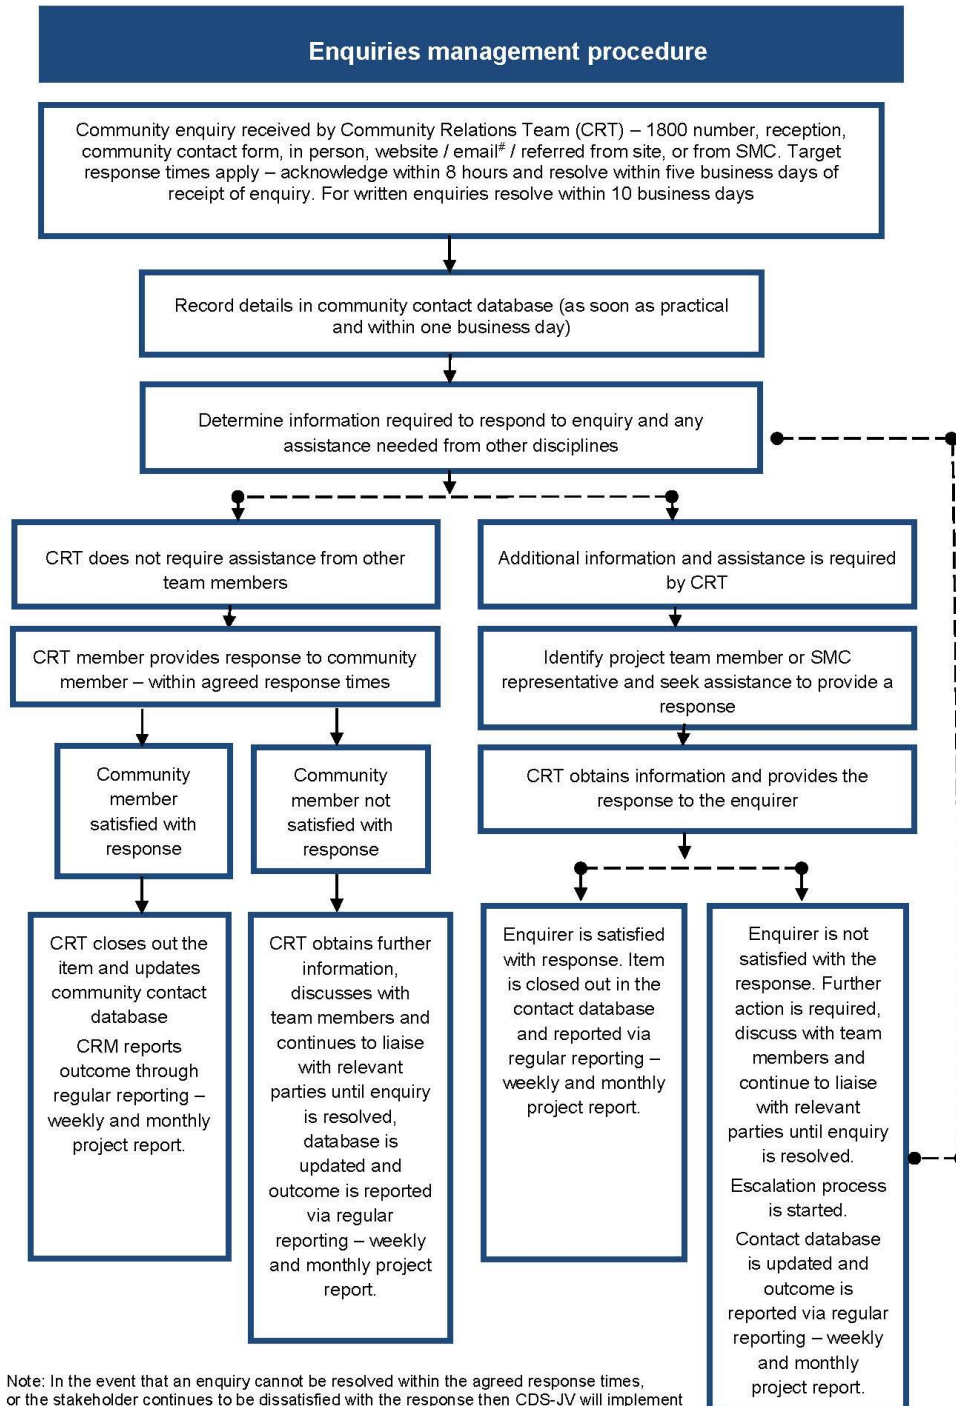 Enquiries management procedure
Community enquiry received by Community Relations Team (CRT) – 1800 number, reception,
community contact form, in person, website / email# / referred from site, or from SMC. Target
response times apply – acknowledge within 8 hours and resolve within five business days of
receipt of enquiry. For written enquiries resolve within 10 business days
Record details in community contact database (as soon as practical
and within one business day)
Determine information required to respond to enquiry and any
assistance needed from other disciplines
CRT does not require assistance from other
team members
Additional information and assistance is required
by CRT
CRT member provides response to community
member – within agreed response times
Identify project team member or SMC
representative and seek assistance to provide a
response
Community
member
satisfied with
response
Community
member not
satisfied with
response
CRT obtains information and provides the
response to the enquirer
CRT closes out the
item and updates
community contact
database
CRM reports
outcome through
regular reporting –
weekly and monthly
project report.
CRT obtains further
information,
discusses with
team members and
continues to liaise
with relevant
parties until enquiry
is resolved,
database is
updated and
outcome is reported
via regular
reporting – weekly
and monthly project
report.
Enquirer is satisfied
with response. Item
is closed out in the
contact database
and reported via
regular reporting –
weekly and monthly
project report.
Enquirer is not
satisfied with the
response. Further
action is required,
discuss with team
members and
continue to liaise
with relevant
parties until enquiry
is resolved.
Escalation process
is started.
Contact database
is updated and
outcome is
reported via regular
reporting – weekly
and monthly
project report.
Note: In the event that an enquiry cannot be resolved within the agreed response times,
or the stakeholder continues to be dissatisfied with the response then CDS-JV will implement